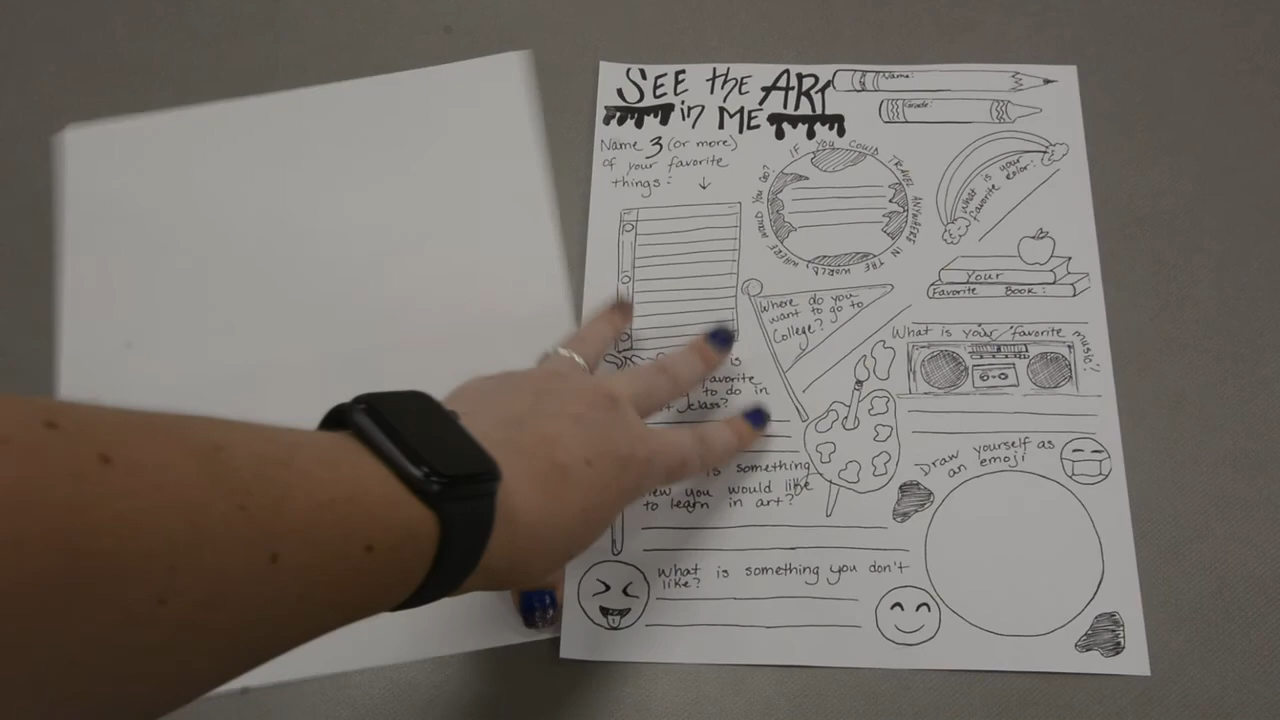 SEE the ART
in ME
Name:
Grade:
Name 3 (or more)
of your favorite
things:
IF YOU COULD TRAVEL ANYWHERE IN THE WORLD, WHERE WOULD YOU GO?
What is your
favorite color:
Your
Favorite Book:
Where do you
want to go to
College?
What is your favorite music?
is
favorite
to do in
class?
is something
new you would like
to learn in art?
Draw yourself as
an emoji
What is something you don't
like?